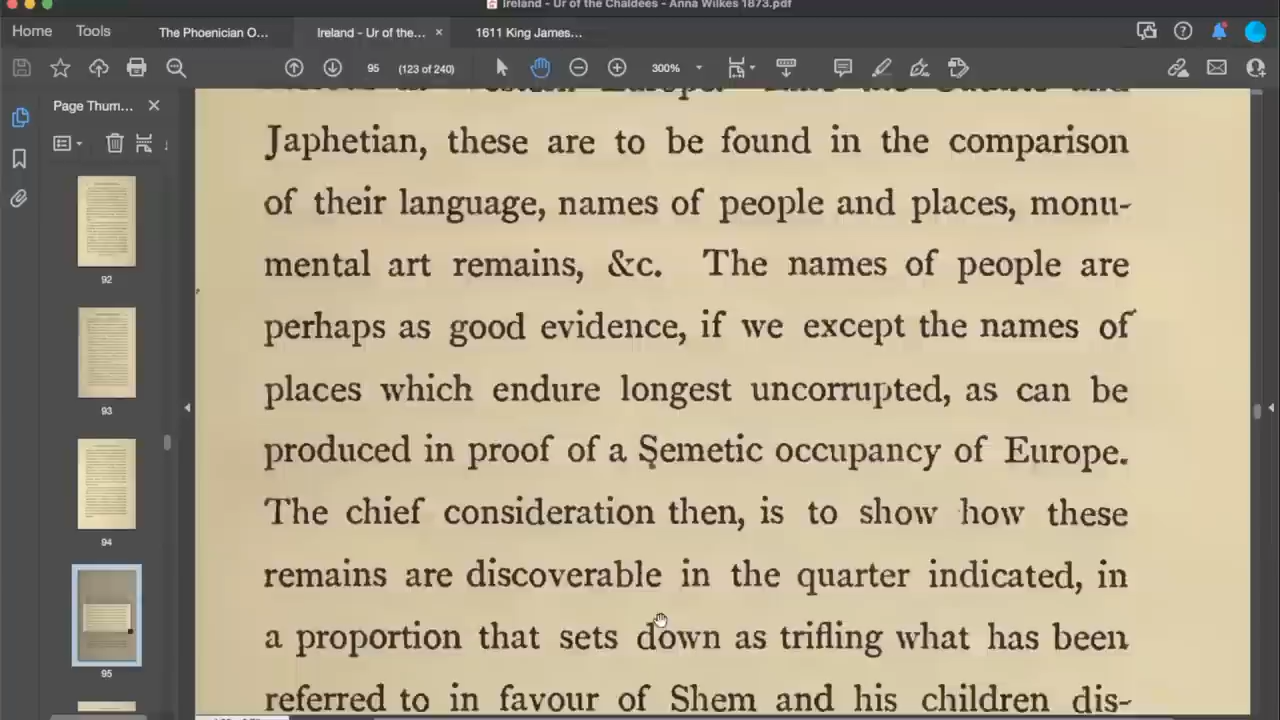 Ireland - Ur of the Chaldees - Anna Wilkes 1873.pdf
Home Tools The Phoenician O... Ireland - Ur of the... × 1611 King James...
95 (123 of 240) 300%
Page Thum... ×
92
93
94
95
Japhetian, these are to be found in the comparison
of their language, names of people and places, monu-
mental art remains, &c. The names of people are
perhaps as good evidence, if we except the names of
places which endure longest uncorrupted, as can be
produced in proof of a Semetic occupancy of Europe.
The chief consideration then, is to show how these
remains are discoverable in the quarter indicated, in
a proportion that sets down as trifling what has been
referred to in favour of Shem and his children dis-